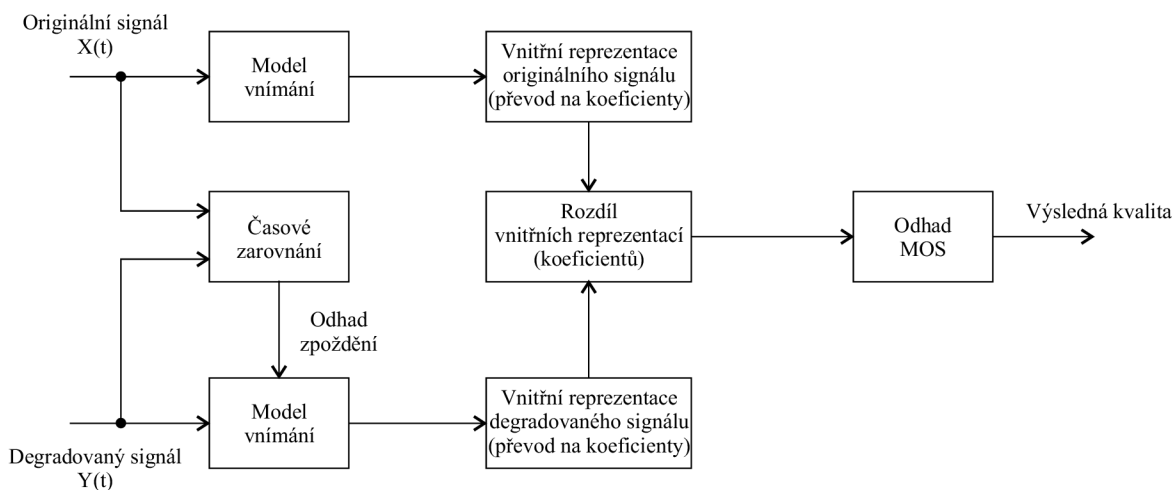 Originální signál
X(t)
Model
vnímání
Vnitřní reprezentace
originálního signálu
(převod na koeficienty)
Časové
zarovnání
Rozdíl
vnitřních reprezentací
(koeficientů)
Odhad
MOS
Výsledná kvalita
Odhad
zpoždění
Degradovaný signál
Y(t)
Model
vnímání
Vnitřní reprezentace
degradovaného signálu
(převod na koeficienty)